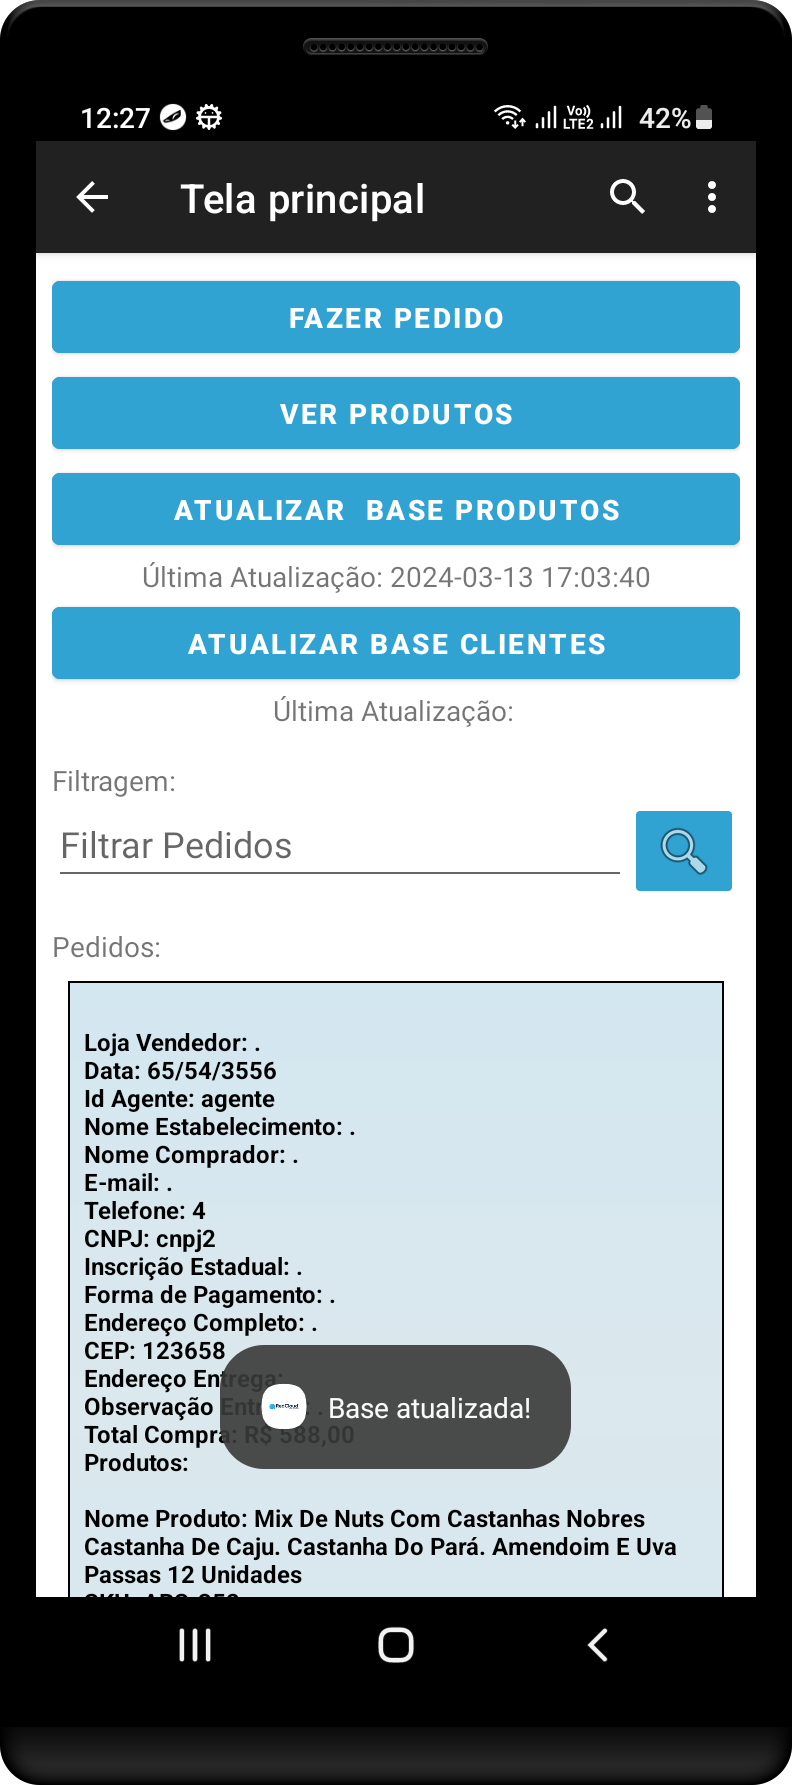 12:27
Vo))
LTE2
42%
Tela principal
FAZER PEDIDO
VER PRODUTOS
ATUALIZAR  BASE PRODUTOS
Última Atualização: 2024-03-13 17:03:40
ATUALIZAR BASE CLIENTES
Última Atualização:
Filtragem:
Filtrar Pedidos
Pedidos:
Loja Vendedor: .
Data: 65/54/3556
Id Agente: agente
Nome Estabelecimento: .
Nome Comprador: .
E-mail: .
Telefone: 4
CNPJ: cnpj2
Inscrição Estadual: .
Forma de Pagamento: .
Endereço Completo: .
CEP: 123658
Endereço Entrega:
Observação
Base atualizada!
Total Compra: R$ 588,00
Produtos:
Nome Produto: Mix De Nuts Com Castanhas Nobres
Castanha De Caju. Castanha Do Pará. Amendoim E Uva
Passas 12 Unidades